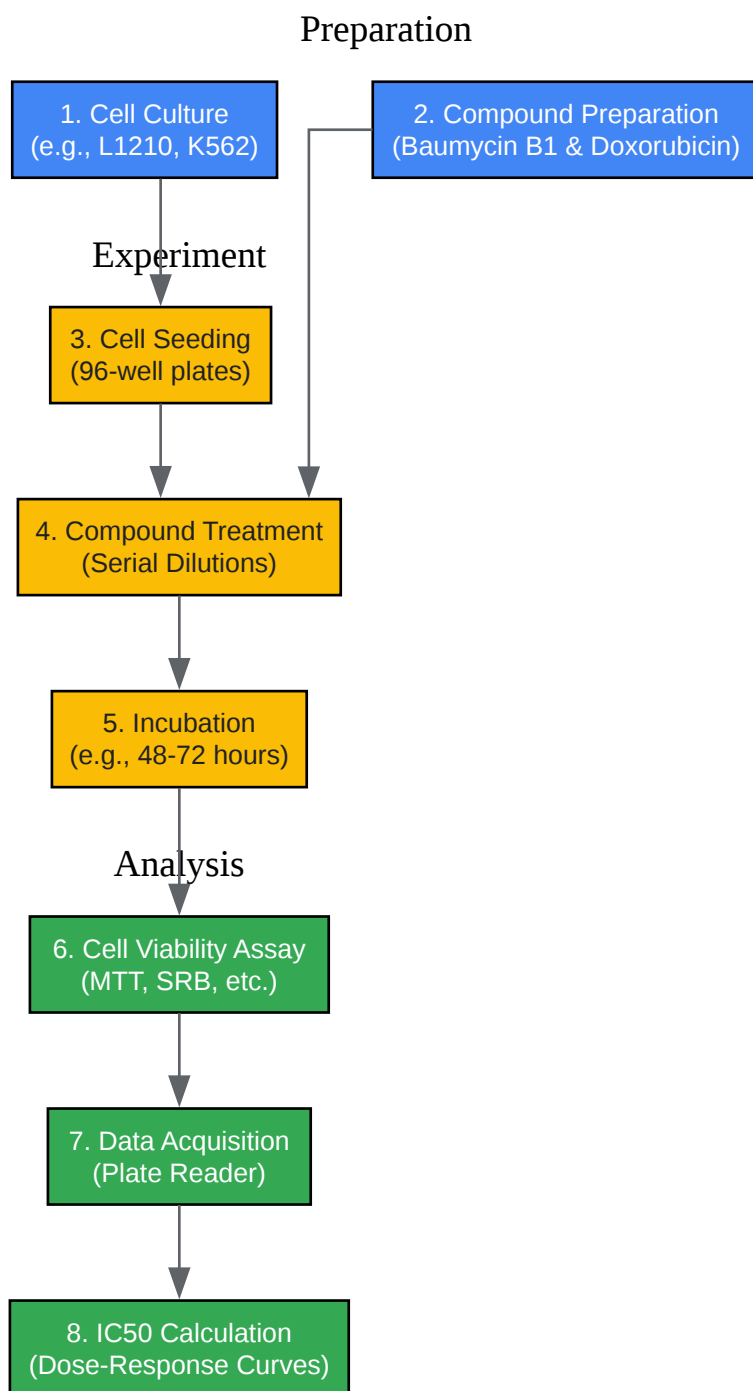 Preparation
1. Cell Culture
(e.g., L1210, K562)
2. Compound Preparation
(Baumycin B1 & Doxorubicin)
Experiment
3. Cell Seeding
(96-well plates)
4. Compound Treatment
(Serial Dilutions)
5. Incubation
(e.g., 48-72 hours)
Analysis
6. Cell Viability Assay
(MTT, SRB, etc.)
7. Data Acquisition
(Plate Reader)
8. IC50 Calculation
(Dose-Response Curves)